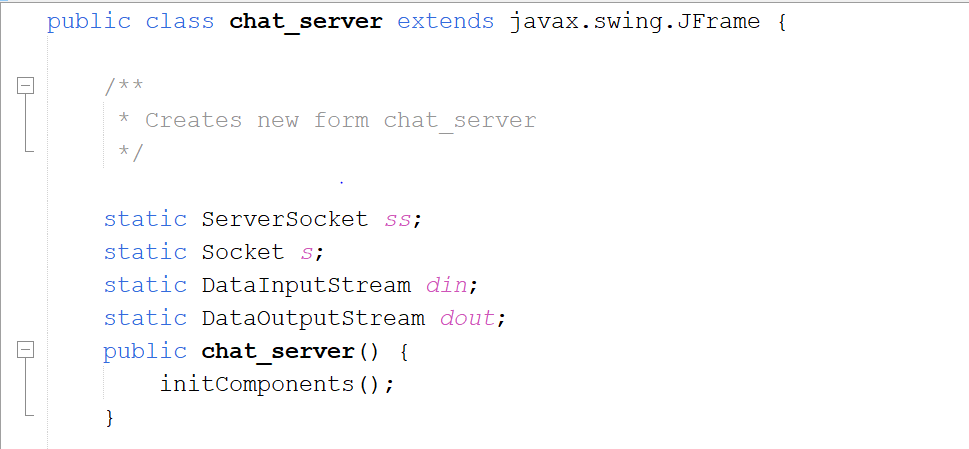 public class chat_server extends javax.swing.JFrame {
/**
* Creates new form chat_server
*/
static ServerSocket ss;
static Socket s;
static DataInputStream din;
static DataOutputStream dout;
public chat_server() {
initComponents();
}